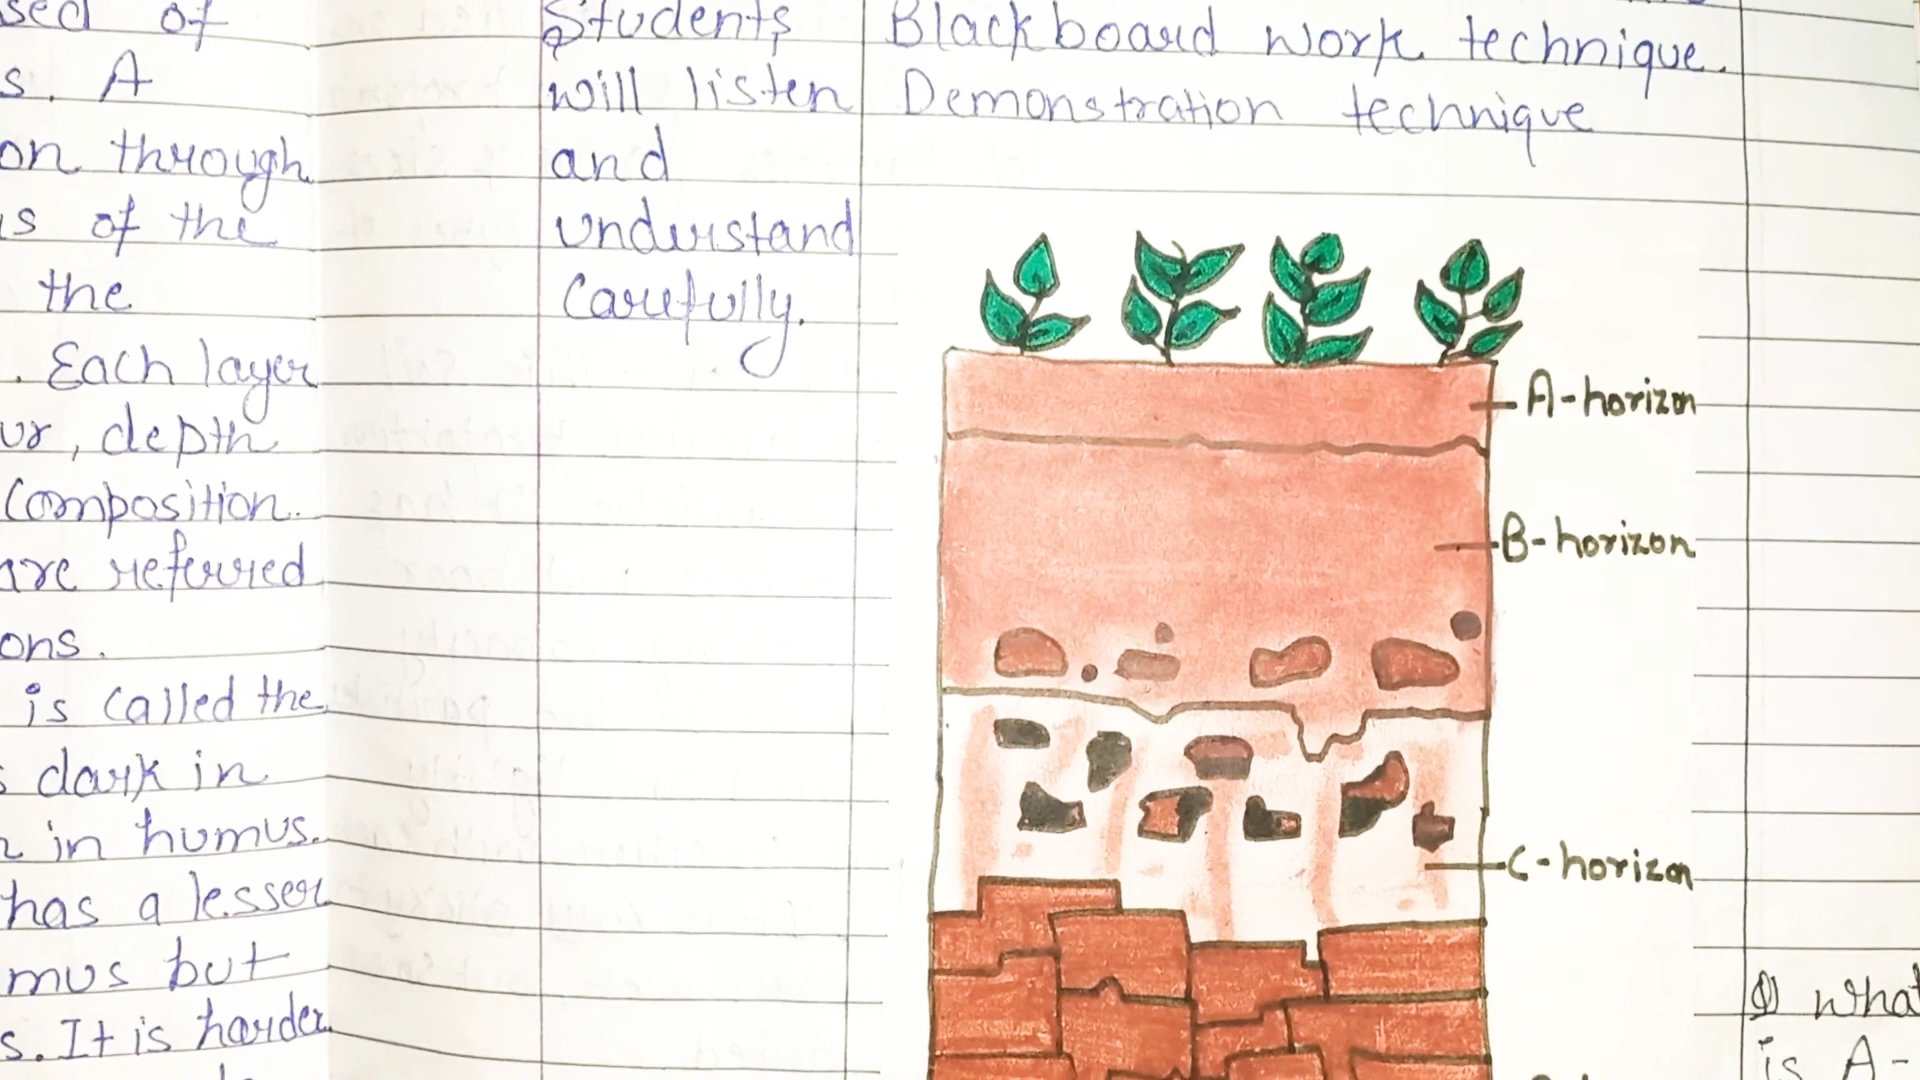 sed of
s. A
on through
s of the
the
. Each layer
ur, depth
Composition.
are referred
ons.
is called the
s dark in
in humus.
has a lesser
mus but
s. It is harder
Students
will listen
and
understand
Carefully.
Blackboard work technique.
Demonstration technique
A-horizon
B-horizon
C-horizon
Q) what
is A-